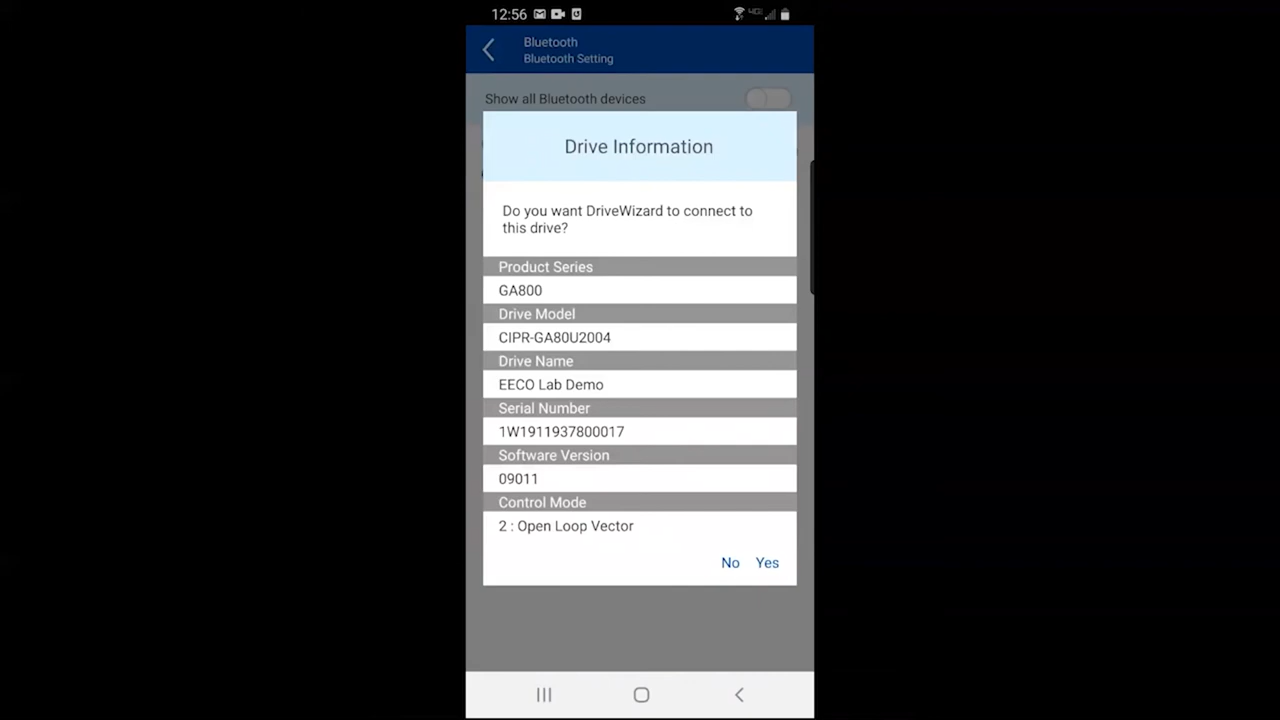 12:56
Bluetooth
Bluetooth Setting
Show all Bluetooth devices
Drive Information
Do you want DriveWizard to connect to
this drive?
Product Series
GA800
Drive Model
CIPR-GA80U2004
Drive Name
EECO Lab Demo
Serial Number
1W1911937800017
Software Version
09011
Control Mode
2 : Open Loop Vector
No Yes